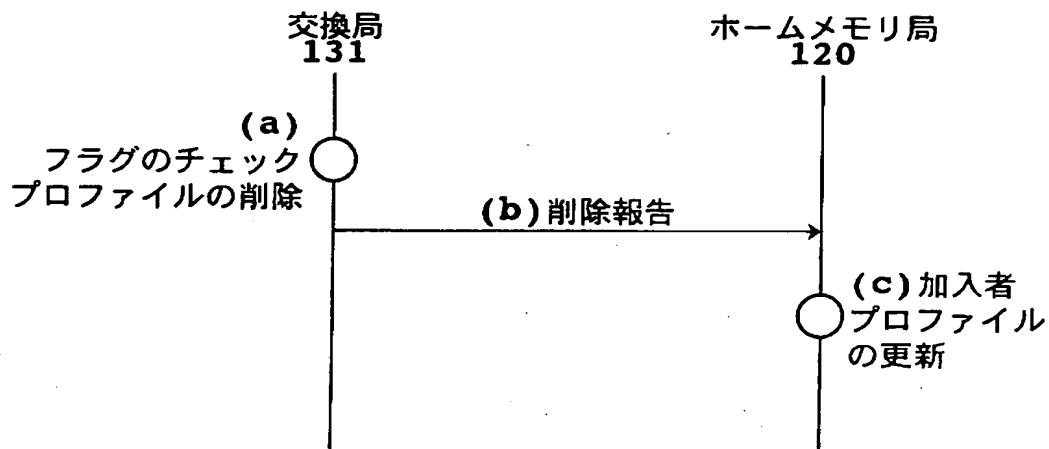 交換局
131
ホームメモリ局
120
(a)
フラグのチェック
プロファイルの削除
(b)削除報告
(c)加入者
プロファイル
の更新